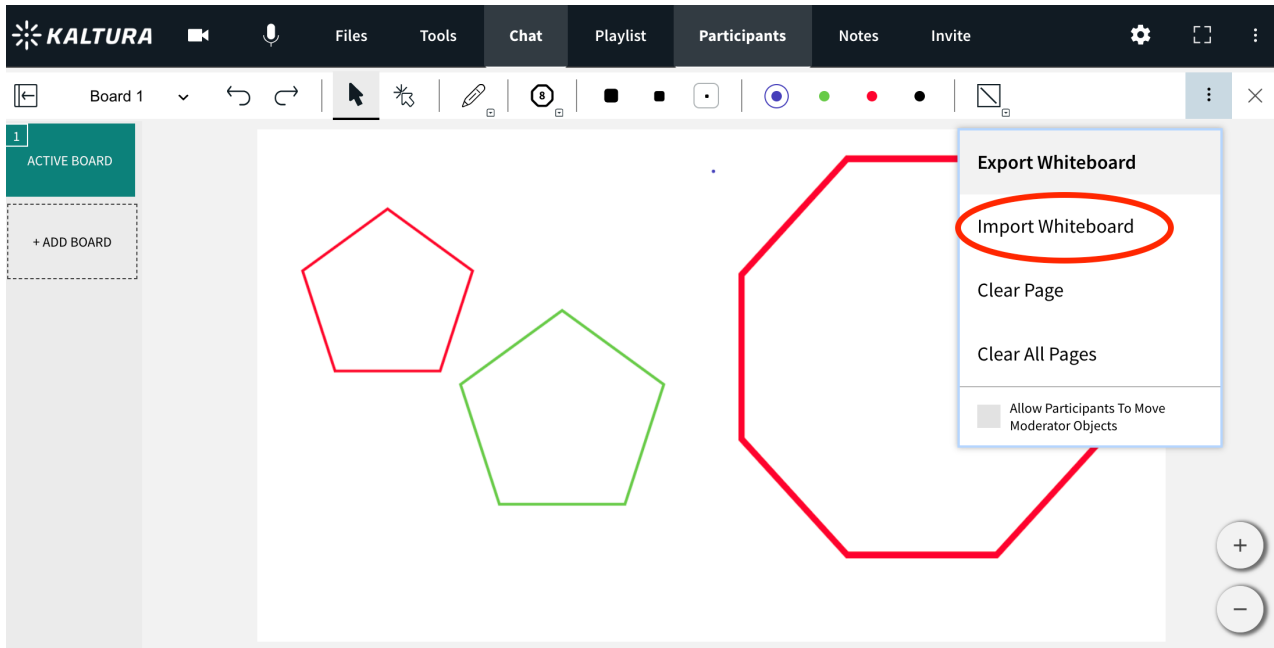 KALTURA Files Tools Chat Playlist Participants Notes Invite
Board 1 8
1
ACTIVE BOARD
+ ADD BOARD
Export Whiteboard
Import Whiteboard
Clear Page
Clear All Pages
Allow Participants To Move
Moderator Objects